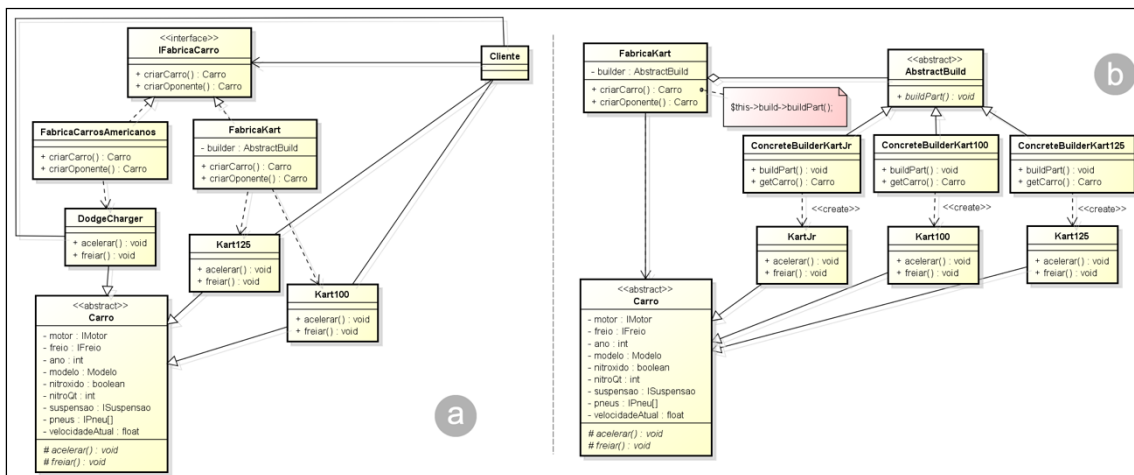 <<interface>>
IFabricaCarro
+ criarCarro() : Carro
+ criarOponente() : Carro
Cliente
FabricaCarrosAmericanos
+ criarCarro() : Carro
+ criarOponente() : Carro
FabricaKart
- builder : AbstractBuild
+ criarCarro() : Carro
+ criarOponente() : Carro
DodgeCharger
+ acelerar() : void
+ freiar() : void
Kart125
+ acelerar() : void
+ freiar() : void
Kart100
+ acelerar() : void
+ freiar() : void
<<abstract>>
Carro
- motor : IMotor
- freio : IFreio
- ano : int
- modelo : Modelo
- nitroxido : boolean
- nitroQt : int
- suspensao : ISuspensao
- pneus : IPneu[]
- velocidadeAtual : float
# acelerar() : void
# freiar() : void
a
FabricaKart
- builder : AbstractBuild
+ criarCarro() : Carro
+ criarOponente() : Carro
$this->build->buildPart();
<<abstract>>
AbstractBuild
+ buildPart() : void
b
ConcreteBuilderKartJr
+ buildPart() : void
+ getCarro() : Carro
ConcreteBuilderKart100
+ buildPart() : void
+ getCarro() : Carro
ConcreteBuilderKart125
+ buildPart() : void
+ getCarro() : Carro
<<create>>
<<create>>
<<create>>
KartJr
+ acelerar() : void
+ freiar() : void
Kart100
+ acelerar() : void
+ freiar() : void
Kart125
+ acelerar() : void
+ freiar() : void
<<abstract>>
Carro
- motor : IMotor
- freio : IFreio
- ano : int
- modelo : Modelo
- nitroxido : boolean
- nitroQt : int
- suspensao : ISuspensao
- pneus : IPneu[]
- velocidadeAtual : float
# acelerar() : void
# freiar() : void